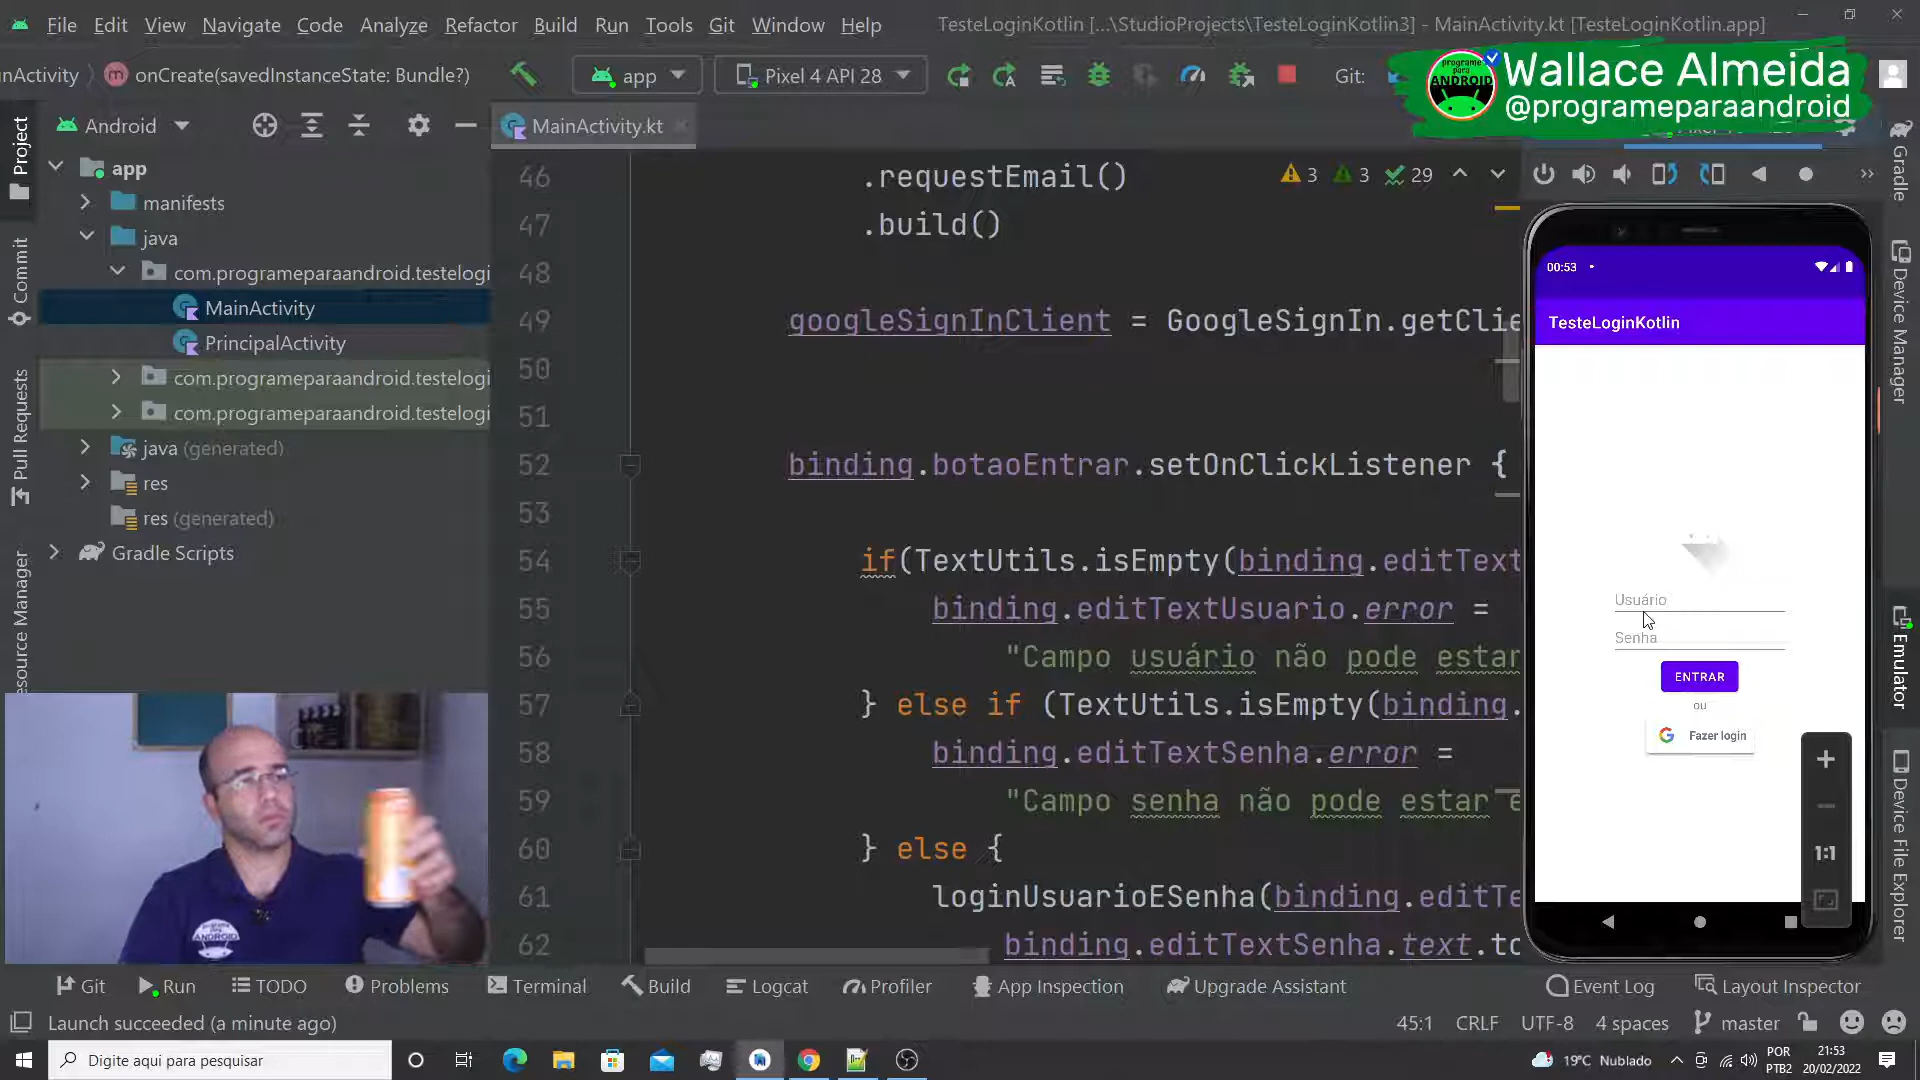 File Edit View Navigate Code Analyze Refactor Build Run Tools Git Window Help
TesteLoginKotlin [...\StudioProjects\TesteLoginKotlin3] - MainActivity.kt [TesteLoginKotlin.app]
nActivity
onCreate(savedInstanceState: Bundle?)
app
Pixel 4 API 28
Git:
programe
para
ANDROID
Wallace Almeida
@programeparaandroid
Android
MainActivity.kt
app
manifests
java
com.programeparaandroid.testelogi
MainActivity
PrincipalActivity
com.programeparaandroid.testelogi
com.programeparaandroid.testelogi
java (generated)
res
res (generated)
Gradle Scripts
Project
Commit
Pull Requests
esource Manager
3 3 29
46 .requestEmail()
47 .build()
48
49 googleSignInClient = GoogleSignIn.getClie
50
51
52 binding.botaoEntrar.setOnClickListener {
53
54 if(TextUtils.isEmpty(binding.editText
55 binding.editTextUsuario.error =
56 "Campo usuário não pode estar
57 } else if (TextUtils.isEmpty(binding.
58 binding.editTextSenha.error =
59 "Campo senha não pode estar e
60 } else {
61 loginUsuarioESenha(binding.editTe
62 binding.editTextSenha.text.to
00:53
TesteLoginKotlin
Usuário
Senha
ENTRAR
ou
Fazer login
1:1
Gradle
Device Manager
Emulator
Device File Explorer
programe
para
ANDROID
Git Run TODO Problems Terminal Build Logcat Profiler App Inspection Upgrade Assistant Event Log Layout Inspector
Launch succeeded (a minute ago)
45:1 CRLF UTF-8 4 spaces master
Digite aqui para pesquisar
19°C Nublado
POR
PTB2
21:53
20/02/2022